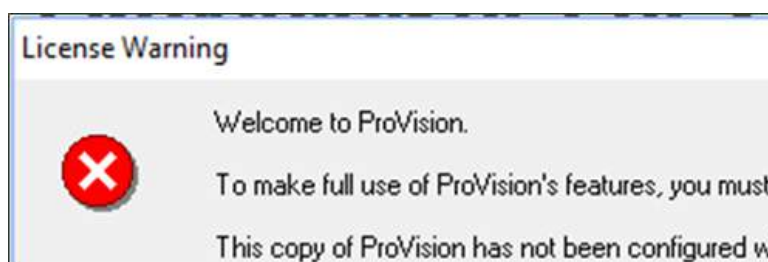 License Warning
Welcome to ProVision.
To make full use of ProVision's features, you must
This copy of ProVision has not been configured w